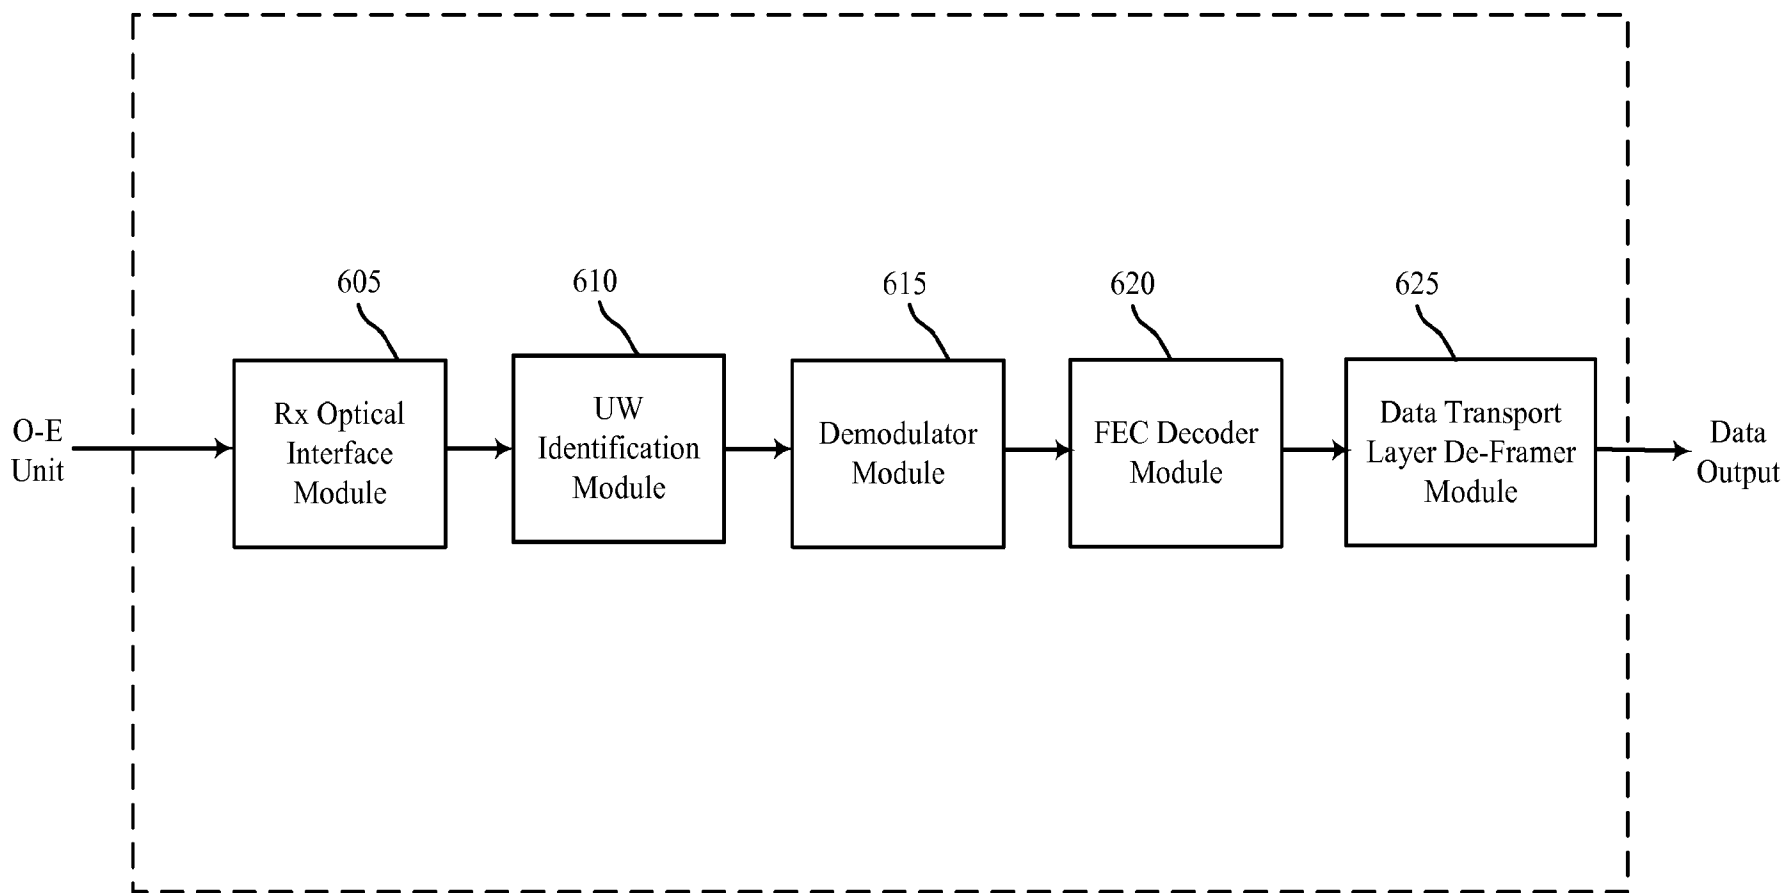 605
610
615
620
625
O-E
Unit
Rx Optical
Interface
Module
UW
Identification
Module
Demodulator
Module
FEC Decoder
Module
Data Transport
Layer De-Framer
Module
Data
Output